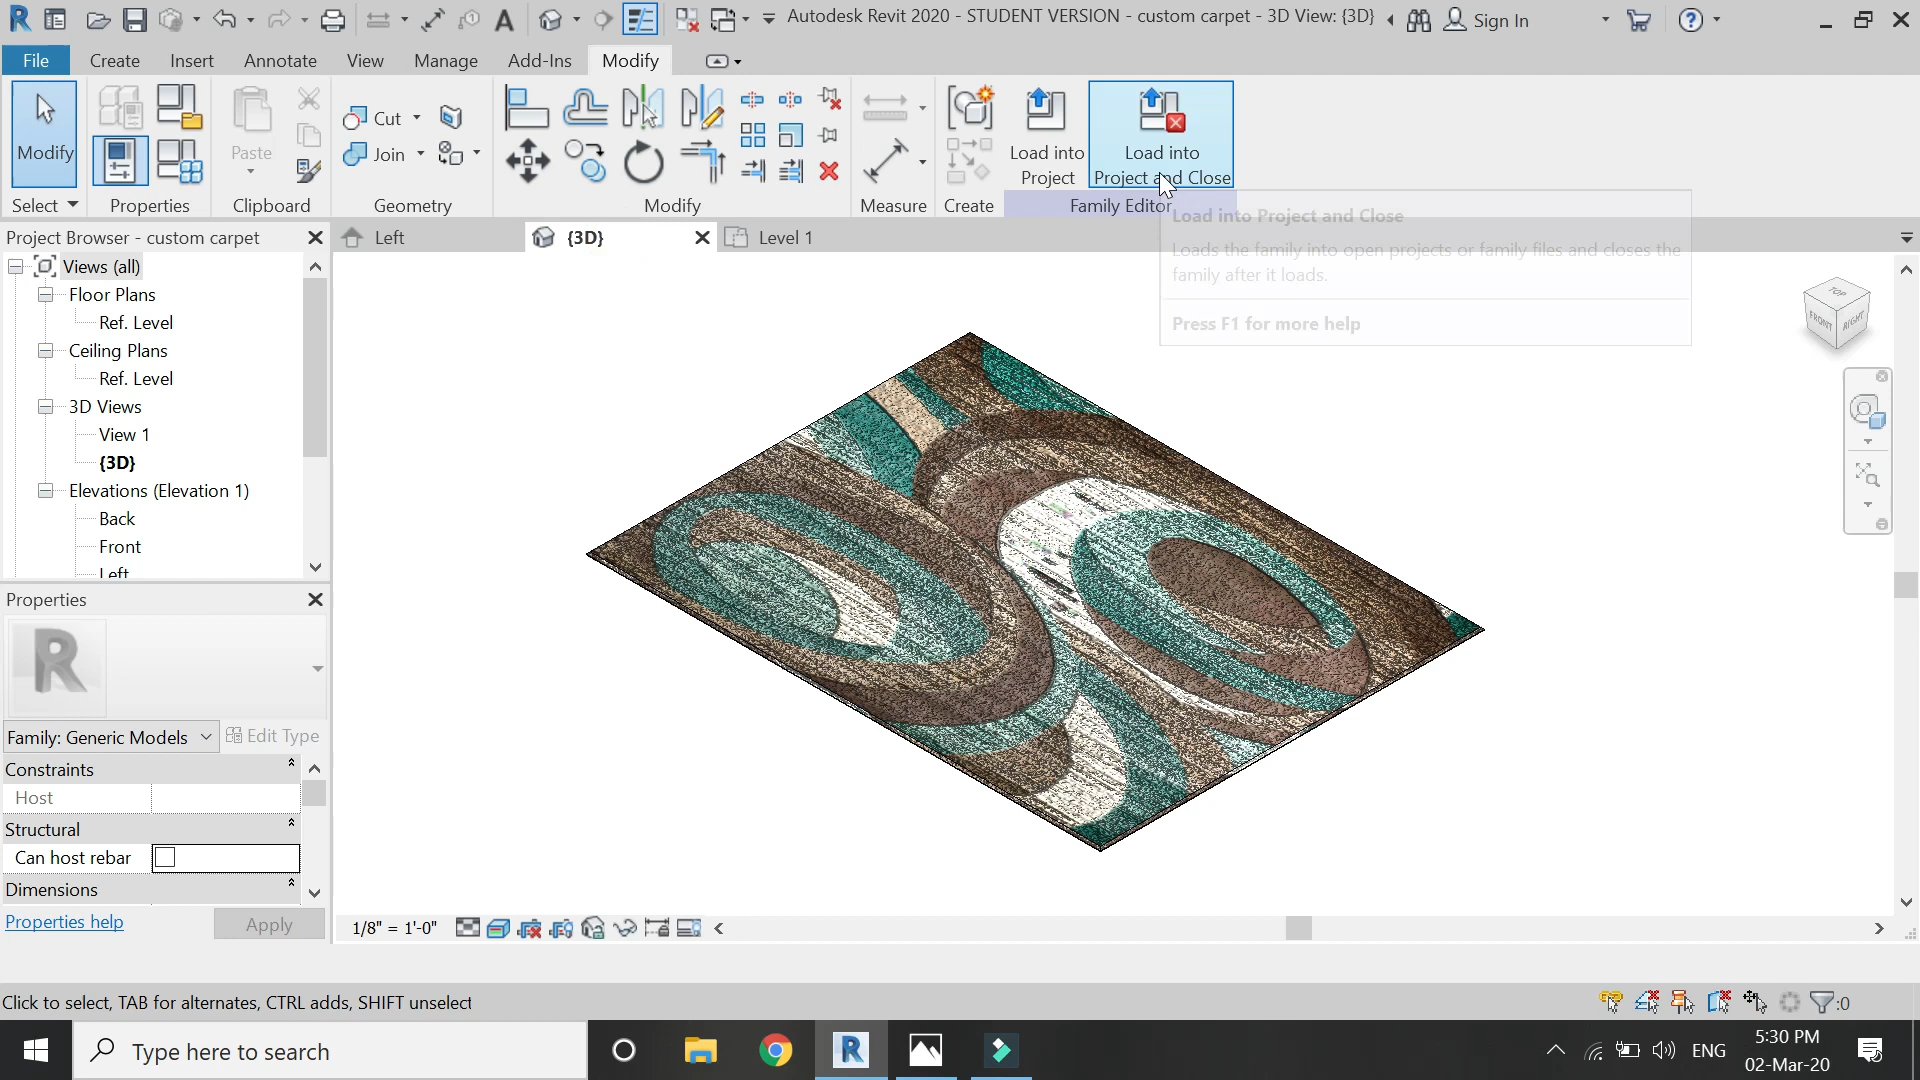 Autodesk Revit 2020 - STUDENT VERSION - custom carpet - 3D View: {3D}
Sign In
File
Create
Insert
Annotate
View
Manage
Add-Ins
Modify
Modify
Paste
Cut
Join
Load into
Project
Load into
Project and Close
Select
Properties
Clipboard
Geometry
Modify
Measure
Create
Family Editor
Load into Project and Close
Loads the family into open projects or family files and closes the
family after it loads.
Press F1 for more help
Project Browser - custom carpet
Left
{3D}
Level 1
Views (all)
Floor Plans
Ref. Level
Ceiling Plans
Ref. Level
3D Views
View 1
{3D}
Elevations (Elevation 1)
Back
Front
Left
TOP
FRONT
RIGHT
Properties
R
Family: Generic Models
Edit Type
Constraints
Host
Structural
Can host rebar
Dimensions
Properties help
Apply
1/8" = 1'-0"
Click to select, TAB for alternates, CTRL adds, SHIFT unselect
:0
Type here to search
ENG
5:30 PM
02-Mar-20